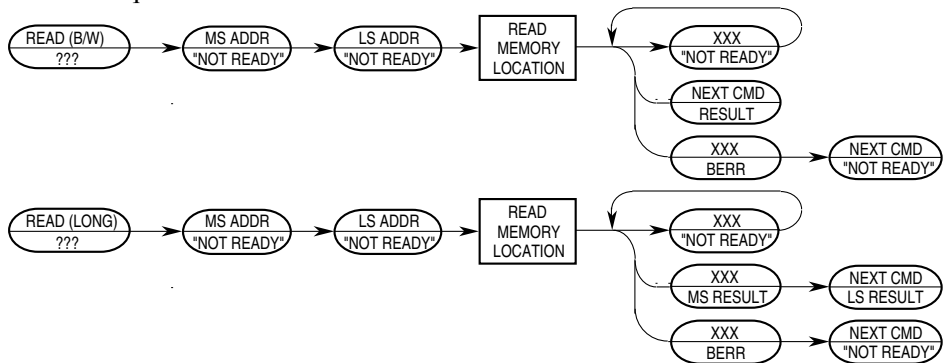 READ (B/W)
???
MS ADDR
"NOT READY"
LS ADDR
"NOT READY"
READ
MEMORY
LOCATION
XXX
"NOT READY"
NEXT CMD
RESULT
XXX
BERR
NEXT CMD
"NOT READY"
READ (LONG)
???
MS ADDR
"NOT READY"
LS ADDR
"NOT READY"
READ
MEMORY
LOCATION
XXX
"NOT READY"
XXX
MS RESULT
NEXT CMD
LS RESULT
XXX
BERR
NEXT CMD
"NOT READY"